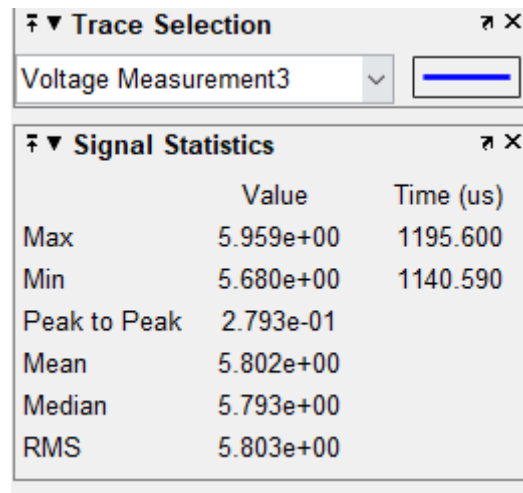 Trace Selection
Voltage Measurement3
Signal Statistics
Value Time (us)
Max 5.959e+00 1195.600
Min 5.680e+00 1140.590
Peak to Peak 2.793e-01
Mean 5.802e+00
Median 5.793e+00
RMS 5.803e+00